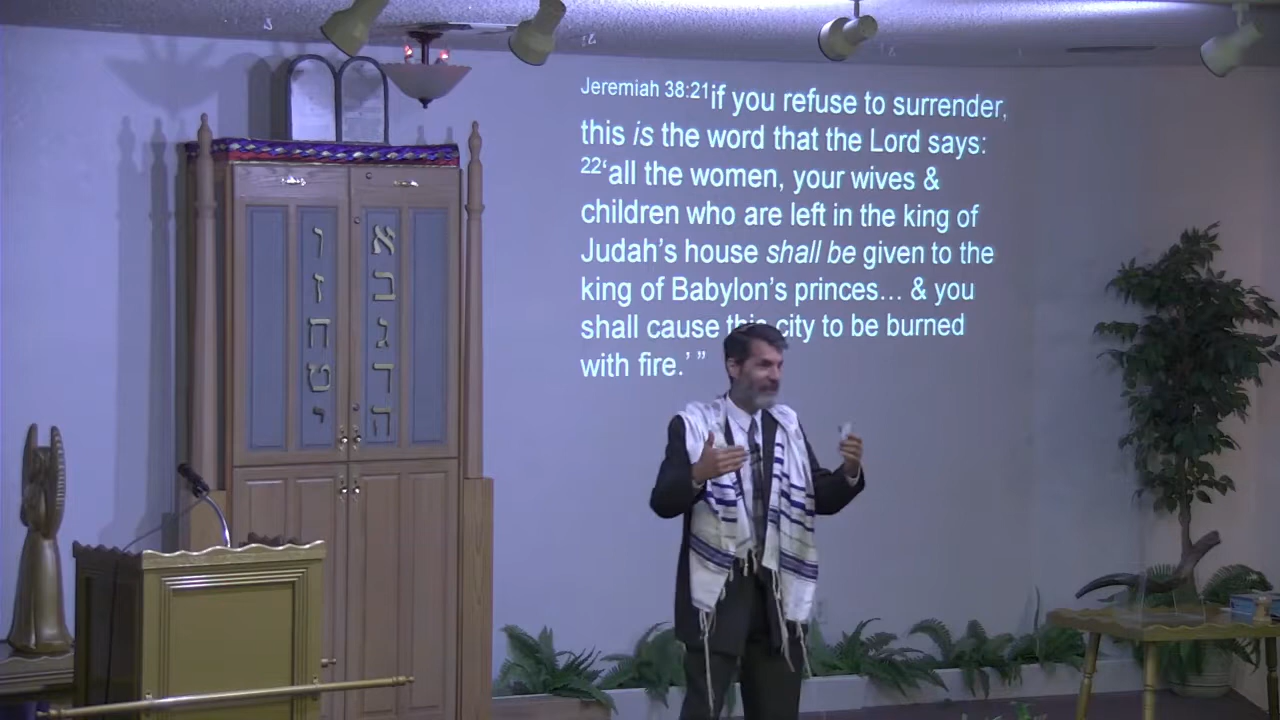 Jeremiah 38:21if you refuse to surrender,
this is the word that the Lord says:
22‘all the women, your wives &
children who are left in the king of
Judah’s house shall be given to the
king of Babylon’s princes... & you
shall cause this city to be burned
with fire.’ ”
א
ב
ג
ד
ה
ו
ז
ח
ט
י